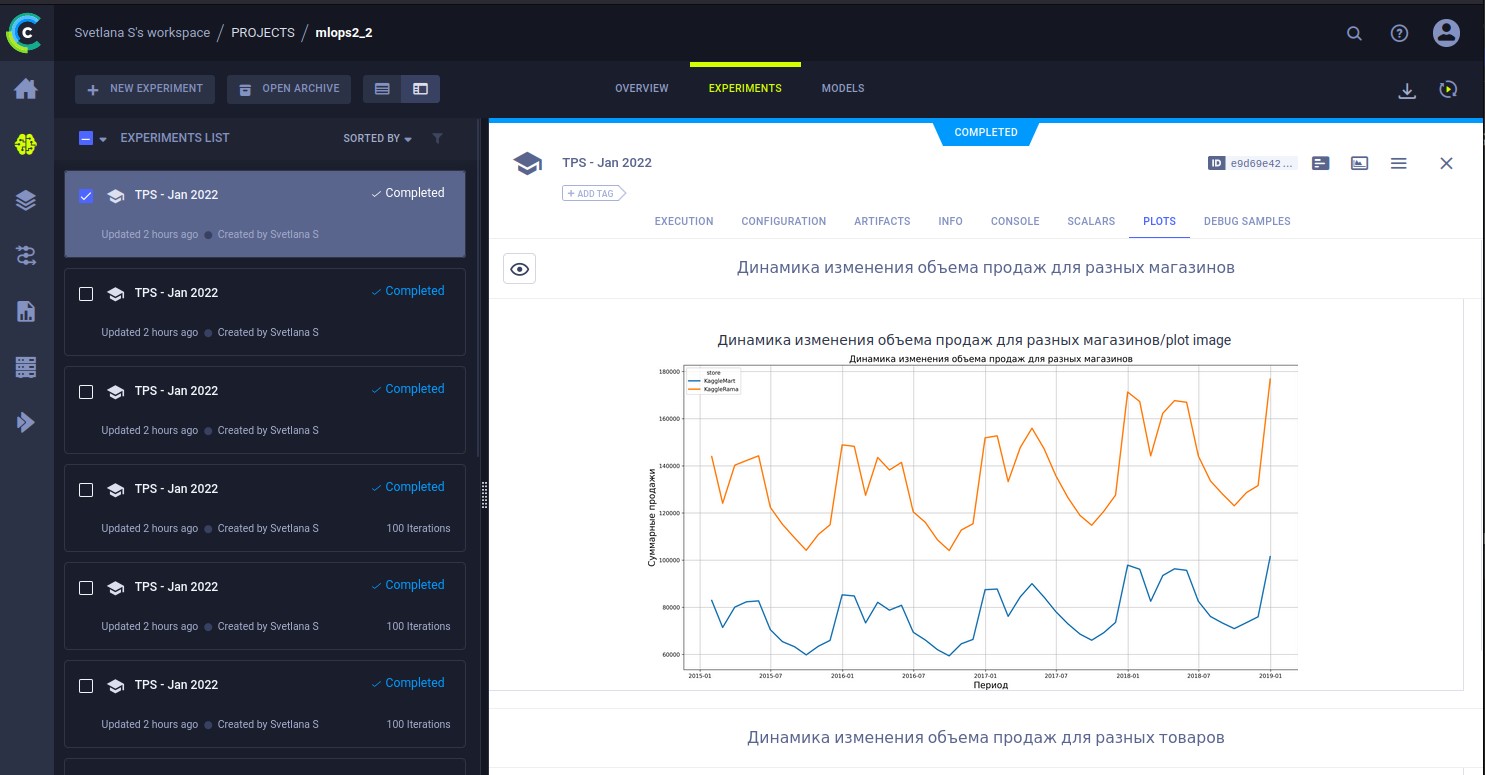 Svetlana S's workspace / PROJECTS / mlops2_2
NEW EXPERIMENT
OPEN ARCHIVE
OVERVIEW
EXPERIMENTS
MODELS
EXPERIMENTS LIST
SORTED BY
TPS - Jan 2022
Completed
Updated 2 hours ago
Created by Svetlana S
TPS - Jan 2022
Completed
Updated 2 hours ago
Created by Svetlana S
TPS - Jan 2022
Completed
Updated 2 hours ago
Created by Svetlana S
TPS - Jan 2022
Completed
Updated 2 hours ago
Created by Svetlana S
100 Iterations
TPS - Jan 2022
Completed
Updated 2 hours ago
Created by Svetlana S
100 Iterations
TPS - Jan 2022
Completed
Updated 2 hours ago
Created by Svetlana S
100 Iterations
COMPLETED
TPS - Jan 2022
ID e9d69e42 ...
+ ADD TAG
EXECUTION
CONFIGURATION
ARTIFACTS
INFO
CONSOLE
SCALARS
PLOTS
DEBUG SAMPLES
Динамика изменения объема продаж для разных магазинов
Динамика изменения объема продаж для разных магазинов/plot image
Динамика изменения объема продаж для разных магазинов
store
KaggleMart
KaggleRama
Суммарные продажи
180000
160000
140000
120000
100000
80000
60000
2015-01
2015-07
2016-01
2016-07
2017-01
2017-07
2018-01
2018-07
2019-01
Период
Динамика изменения объема продаж для разных товаров